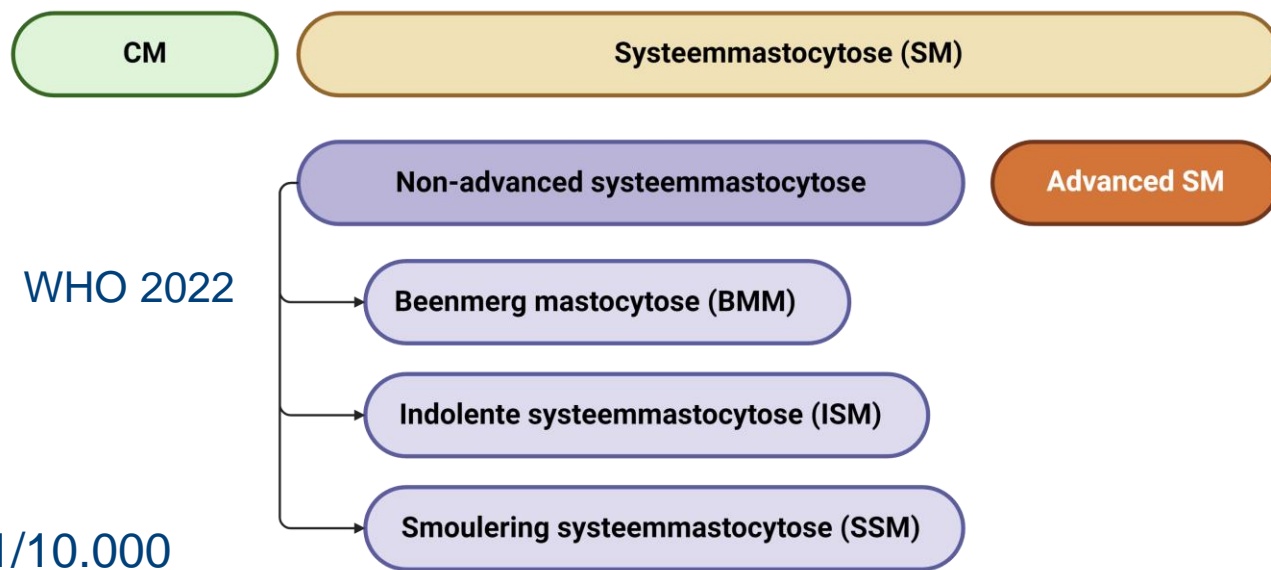 CM
Systeemmastocytose (SM)
Non-advanced systeemmastocytose
Advanced SM
WHO 2022
Beenmerg mastocytose (BMM)
Indolente systeemmastocytose (ISM)
Smoulering systeemmastocytose (SSM)
1/10.000